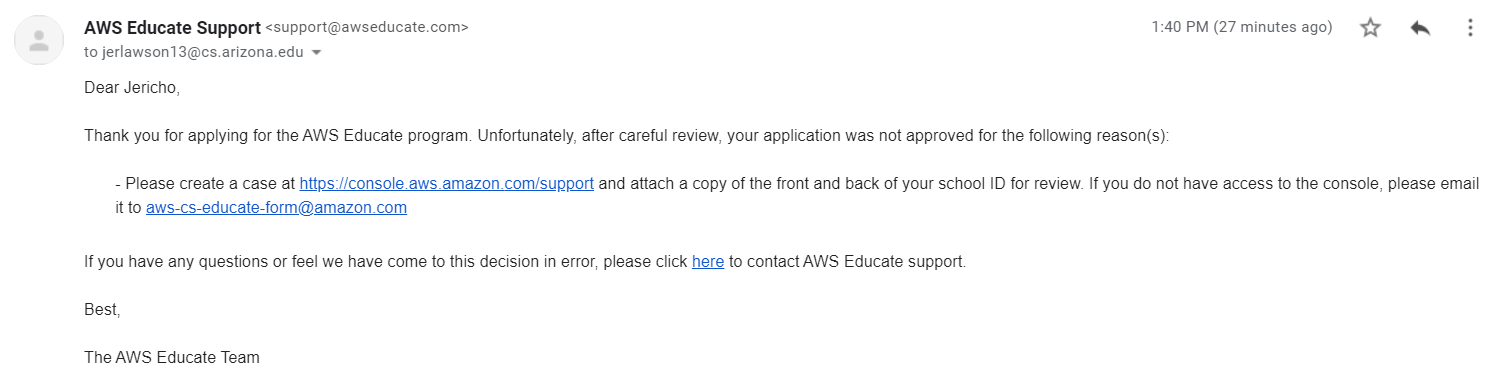 AWS Educate Support <support@awseducate.com> 1:40 PM (27 minutes ago)
to jerlawson13@cs.arizona.edu
Dear Jericho,
Thank you for applying for the AWS Educate program. Unfortunately, after careful review, your application was not approved for the following reason(s):
- Please create a case at https://console.aws.amazon.com/support and attach a copy of the front and back of your school ID for review. If you do not have access to the console, please email
it to aws-cs-educate-form@amazon.com
If you have any questions or feel we have come to this decision in error, please click here to contact AWS Educate support.
Best,
The AWS Educate Team